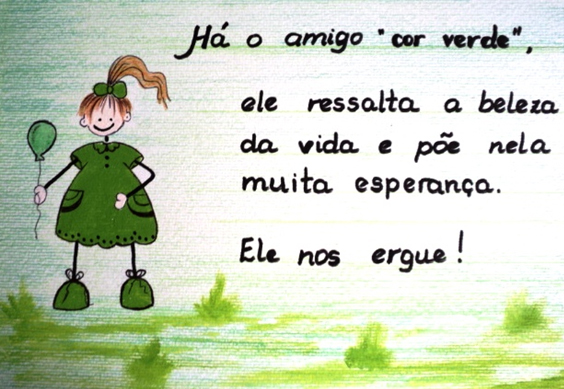 Há o amigo "cor verde",
ele ressalta a beleza
da vida e põe nela
muita esperança.
Ele nos ergue!